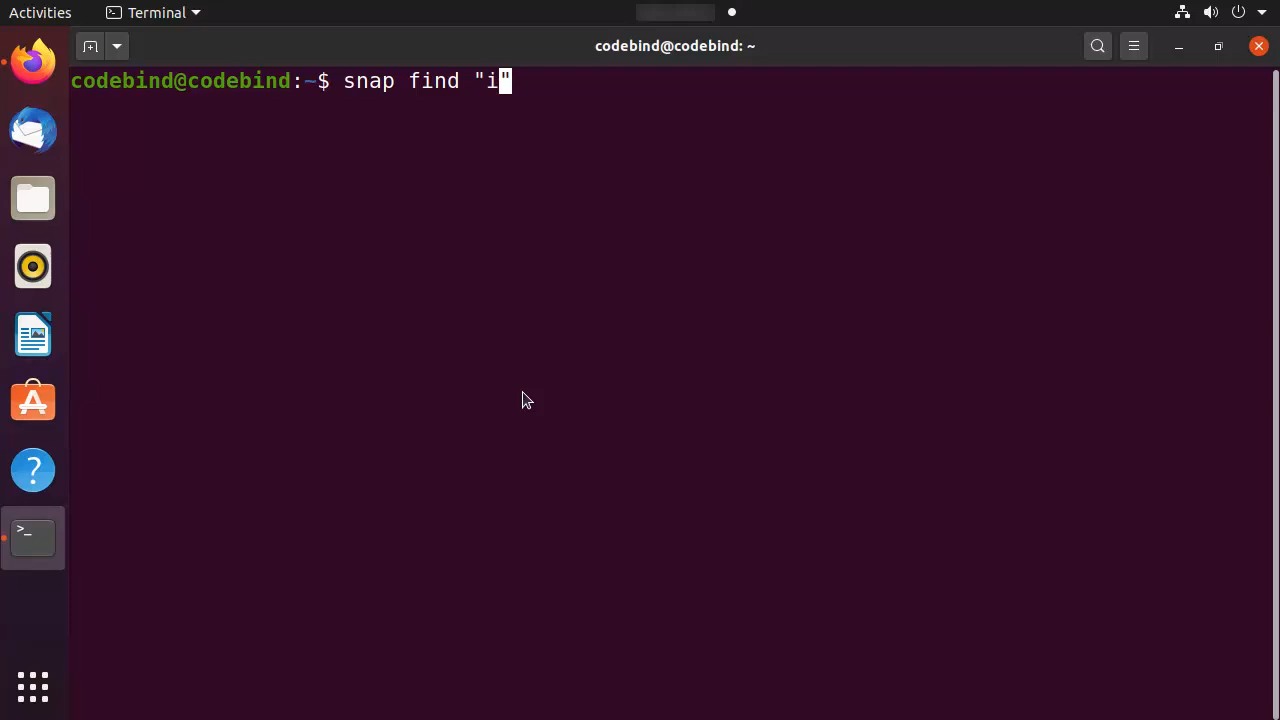 Activities Terminal
codebind@codebind: ~
codebind@codebind:~$ snap find "i"
>_
?